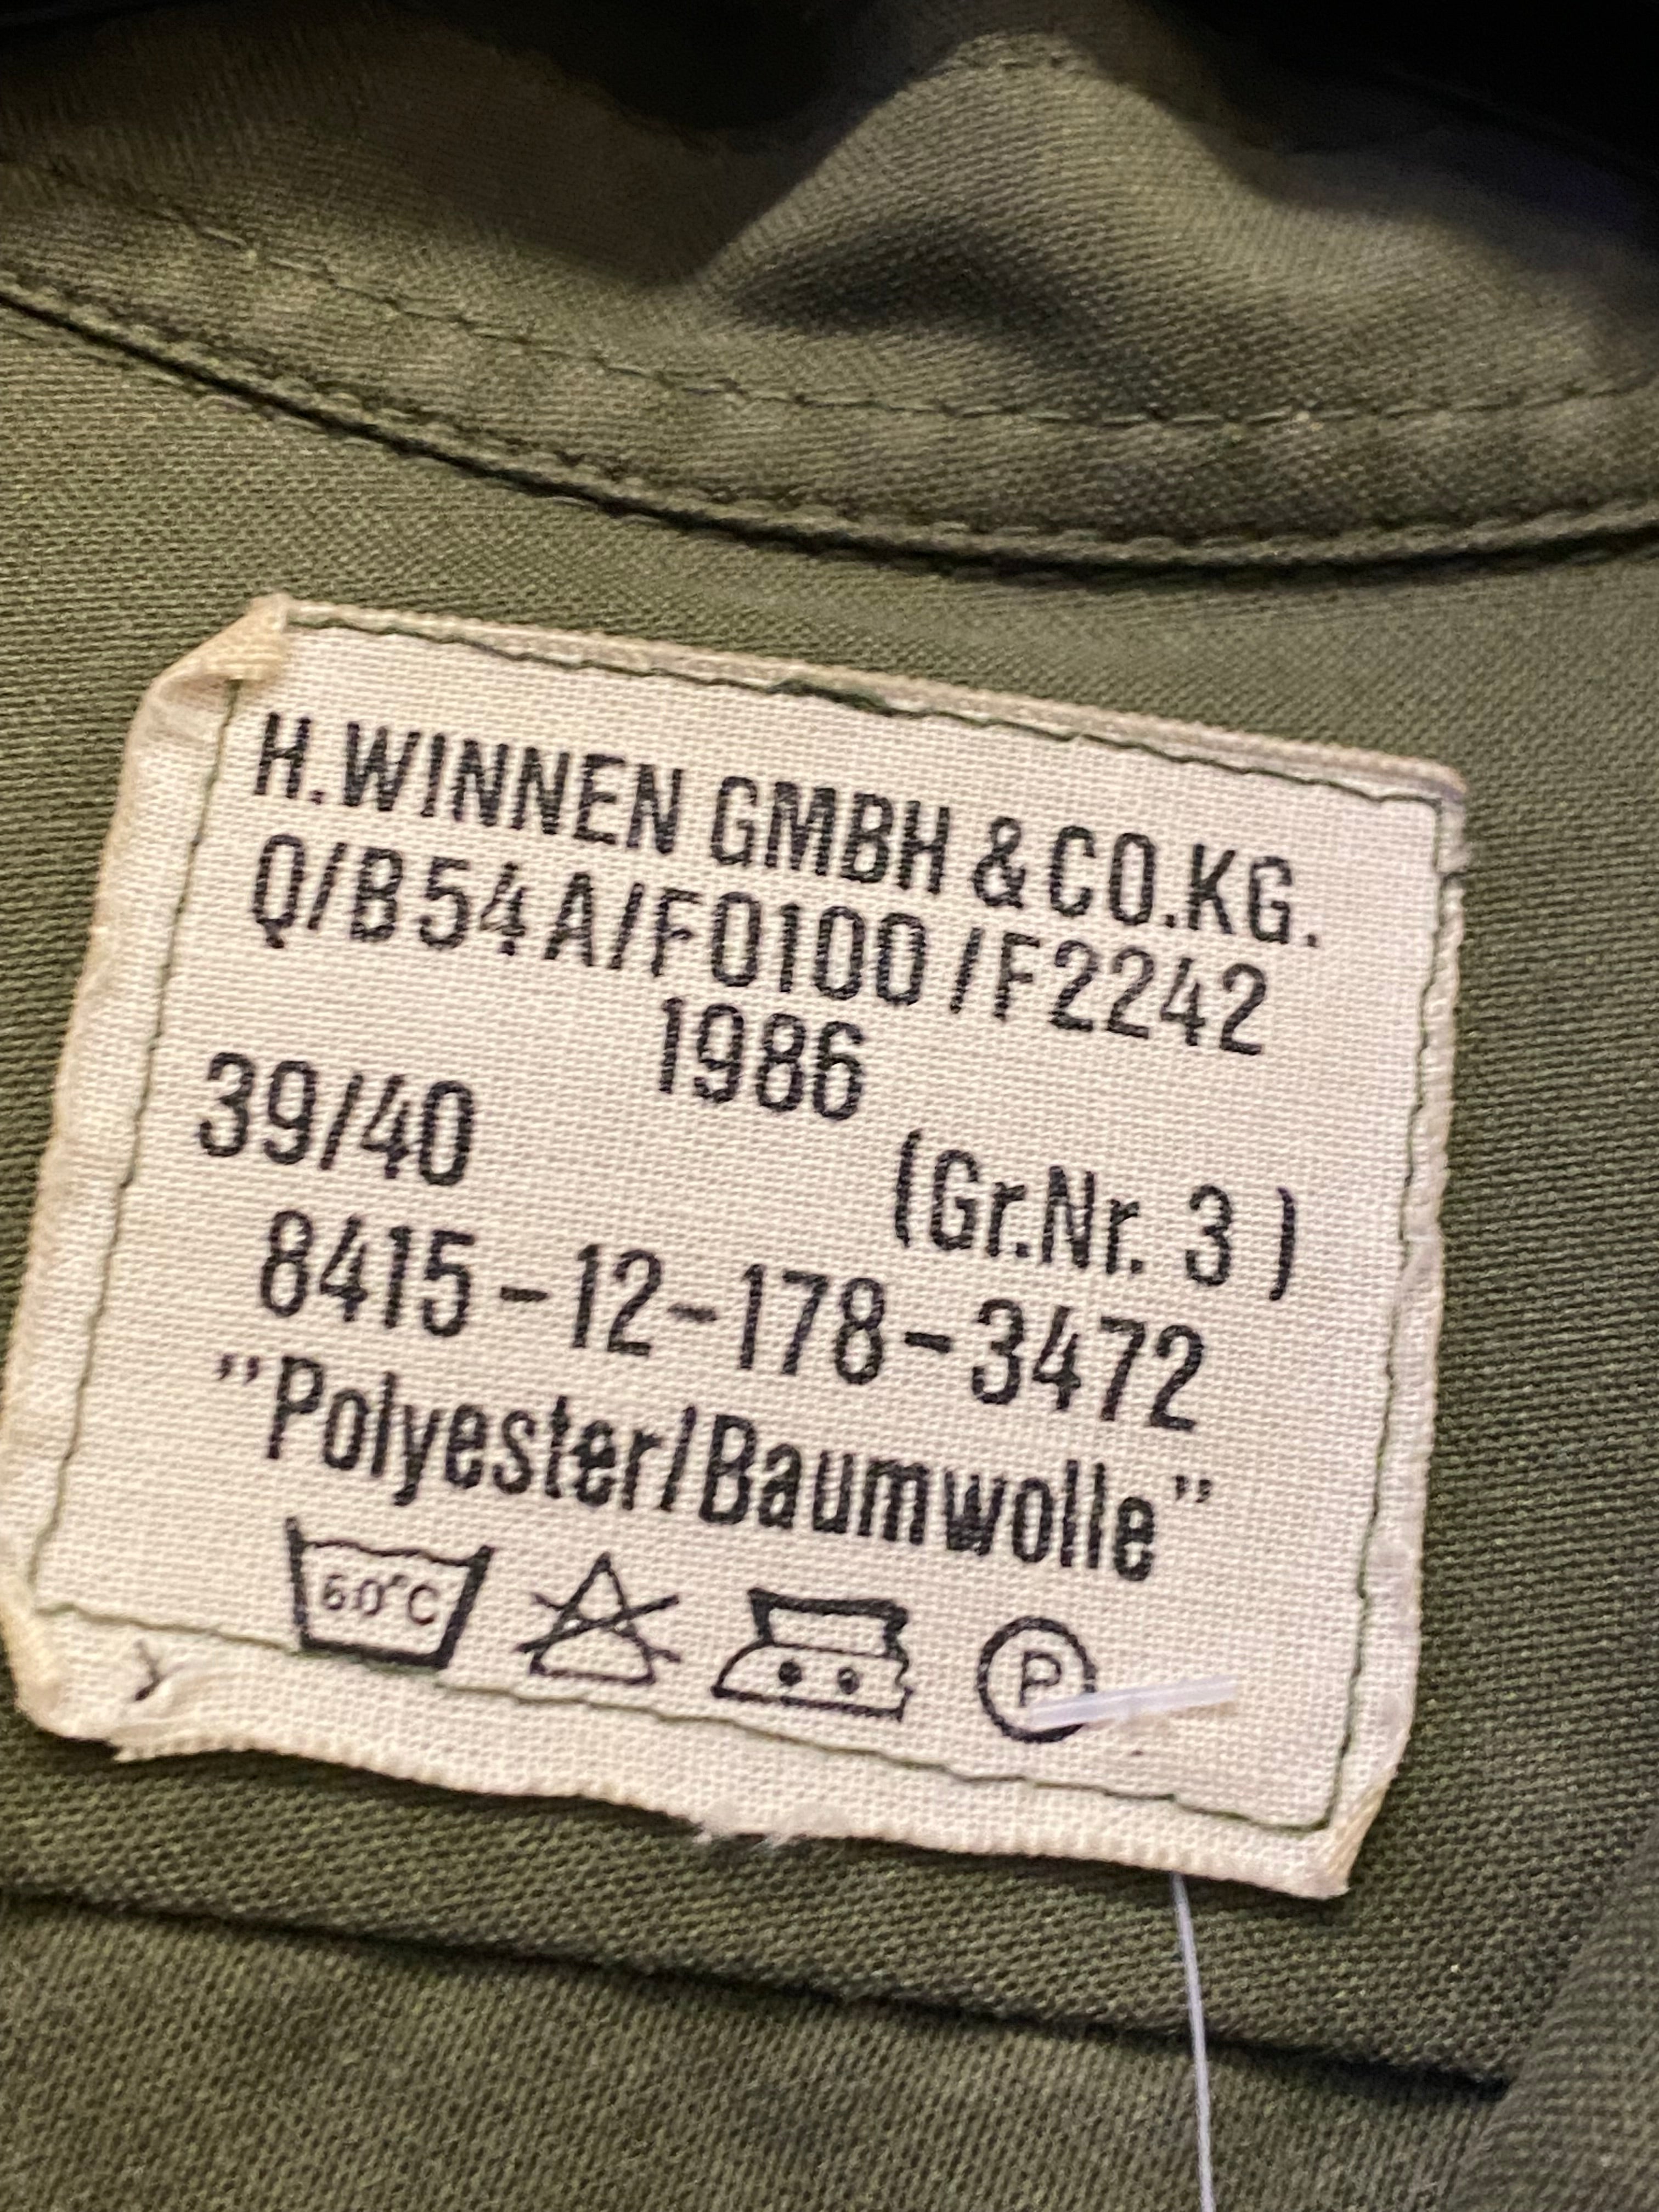 H.WINNEN GMBH & CO.KG.
Q/B54A/F0100/F2242
1986
39/40 (Gr.Nr. 3)
8415-12-178-3472
"Polyester/Baumwolle"
60°C P